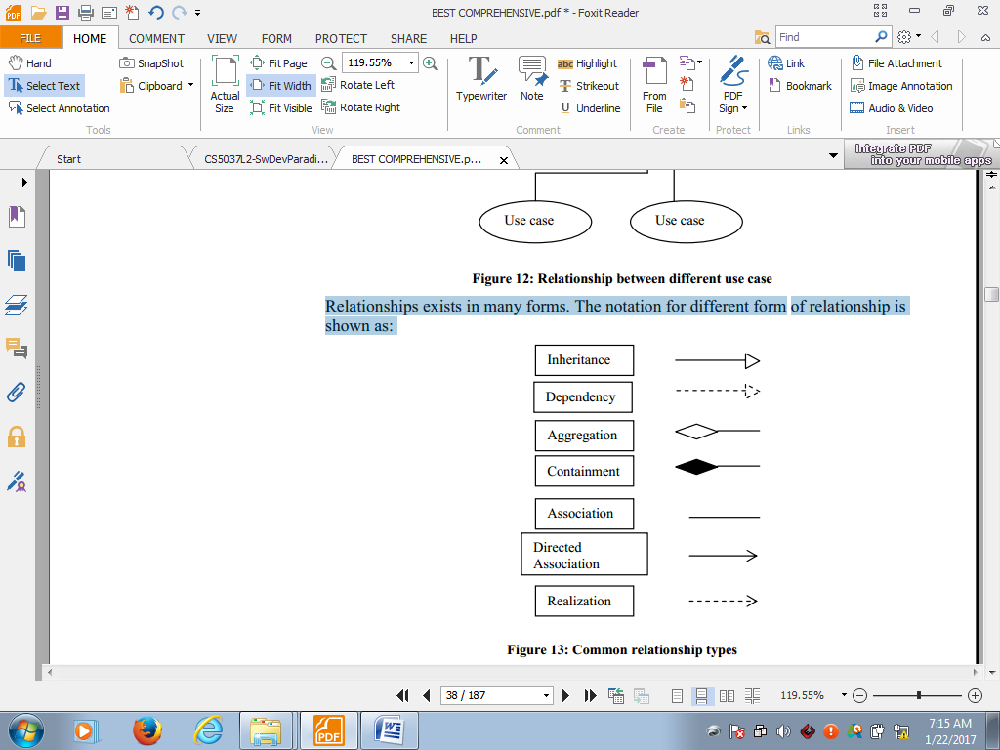 BEST COMPREHENSIVE.pdf * - Foxit Reader
FILE HOME COMMENT VIEW FORM PROTECT SHARE HELP Find
Hand SnapShot Fit Page 119.55% Highlight Link File Attachment
Select Text Clipboard Actual Size Fit Width Rotate Left Typewriter Note Strikeout From File PDF Sign Bookmark Image Annotation
Select Annotation Fit Visible Rotate Right Underline Audio & Video
Tools View Comment Create Protect Links Insert
Start CS5037L2-SwDevParadi... BEST COMPREHENSIVE.p... Integrate PDF
into your mobile apps
Use case Use case
Figure 12: Relationship between different use case
Relationships exists in many forms. The notation for different form of relationship is
shown as:
Inheritance
Dependency
Aggregation
Containment
Association
Directed
Association
Realization
Figure 13: Common relationship types
38 / 187 119.55%
PDF
7:15 AM
1/22/2017